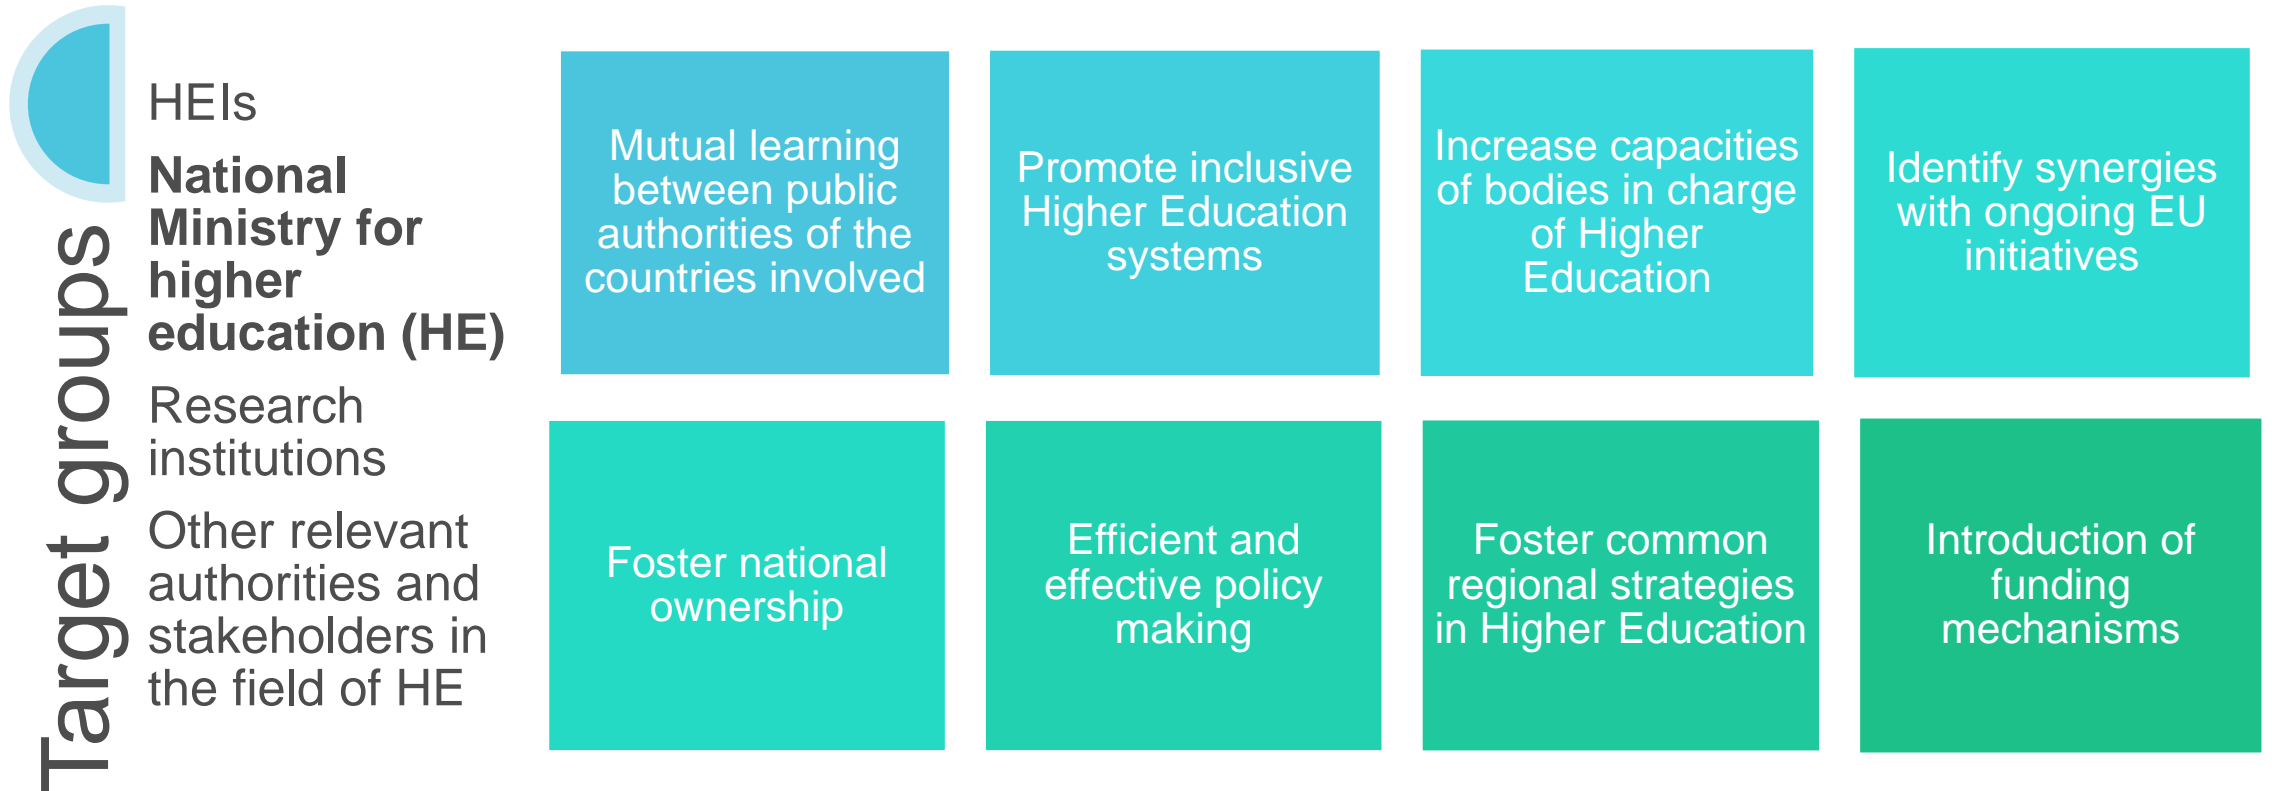 Target groups
HEIs
National
Ministry for
higher
education (HE)
Research
institutions
Other relevant
authorities and
stakeholders in
the field of HE
Mutual learning
between public
authorities of the
countries involved
Promote inclusive
Higher Education
systems
Increase capacities
of bodies in charge
of Higher
Education
Identify synergies
with ongoing EU
initiatives
Foster national
ownership
Efficient and
effective policy
making
Foster common
regional strategies
in Higher Education
Introduction of
funding
mechanisms